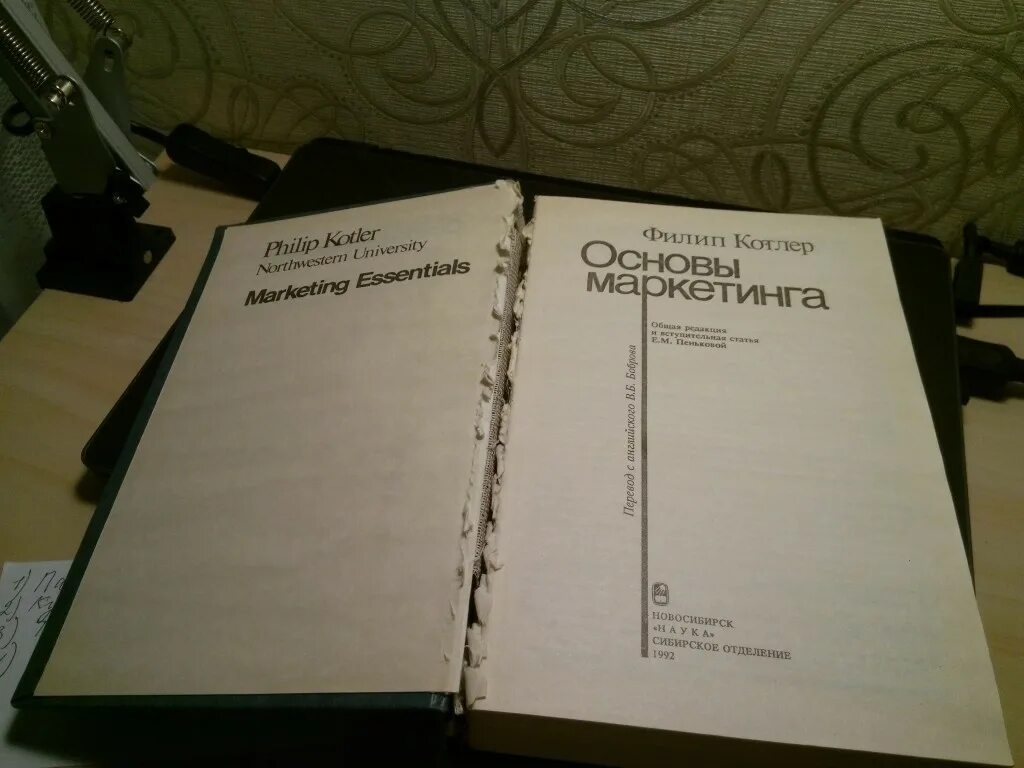 Philip Kotler
Northwestern University
Marketing Essentials
Филип Котлер
Основы
маркетинга
Общая редакция
и вступительная статья
Е.М. Пеньковой
Перевод с английского В.Б. Боброва
НОВОСИБИРСК
«НАУКА»
СИБИРСКОЕ ОТДЕЛЕНИЕ
1992